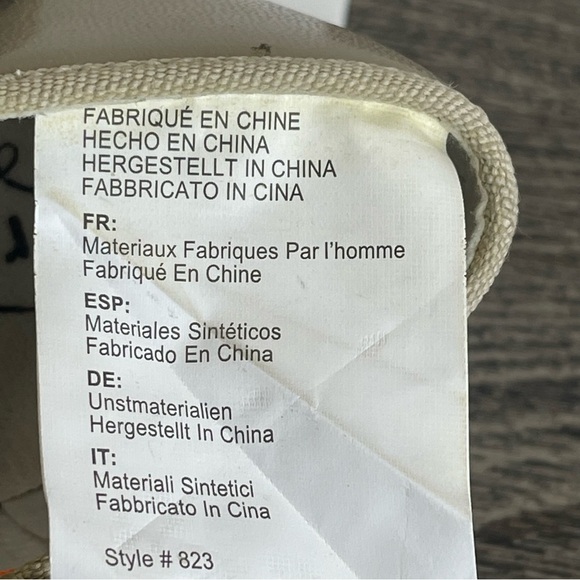 FABRIQUÉ EN CHINE
HECHO EN CHINA
HERGESTELLT IN CHINA
FABBRICATO IN CINA
FR:
Materiaux Fabriques Par l'homme
Fabriqué En Chine
ESP:
Materiales Sintéticos
Fabricado En China
DE:
Unstmaterialien
Hergestellt In China
IT:
Materiali Sintetici
Fabbricato In Cina
Style # 823